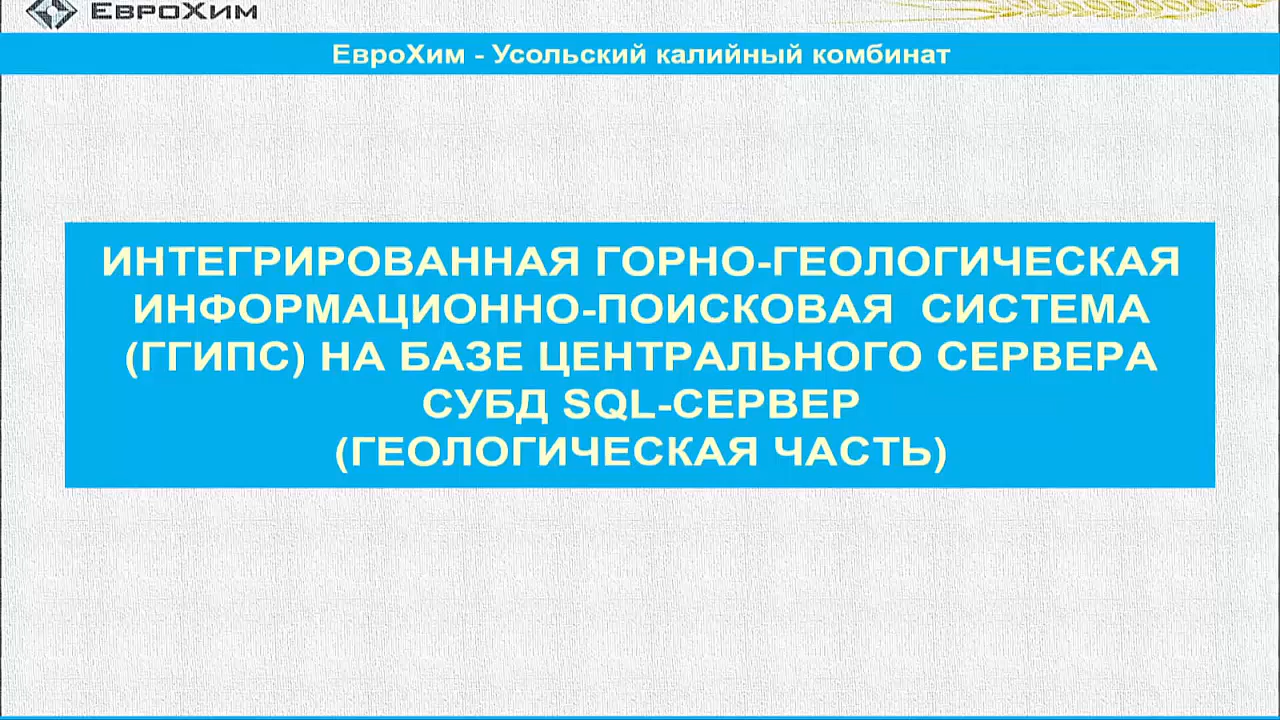 ЕВРОХИМ
ЕвроХим - Усольский калийный комбинат
ИНТЕГРИРОВАННАЯ ГОРНО-ГЕОЛОГИЧЕСКАЯ
ИНФОРМАЦИОННО-ПОИСКОВАЯ СИСТЕМА
(ГГИПС) НА БАЗЕ ЦЕНТРАЛЬНОГО СЕРВЕРА
СУБД SQL-СЕРВЕР
(ГЕОЛОГИЧЕСКАЯ ЧАСТЬ)